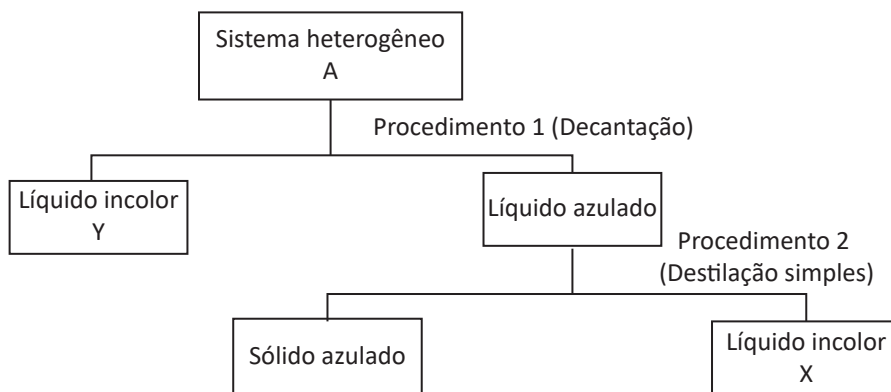 Sistema heterogêneo
A
Procedimento 1 (Decantação)
Líquido incolor
Y
Líquido azulado
Procedimento 2
(Destilação simples)
Sólido azulado
Líquido incolor
X